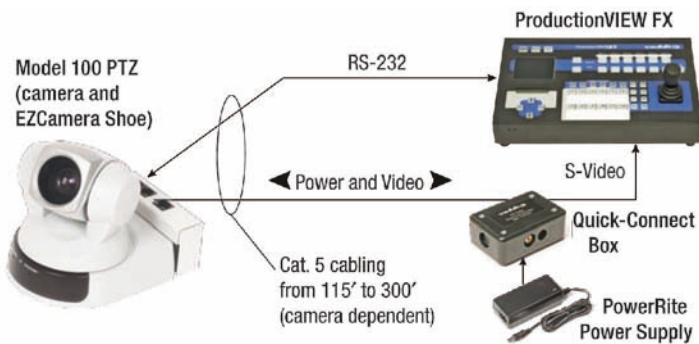 ProductionVIEW FX
RS-232
Model 100 PTZ
(camera and
EZCamera Shoe)
Power and Video
S-Video
Quick-Connect
Box
Cat. 5 cabling
from 115′ to 300′
(camera dependent)
PowerRite
Power Supply